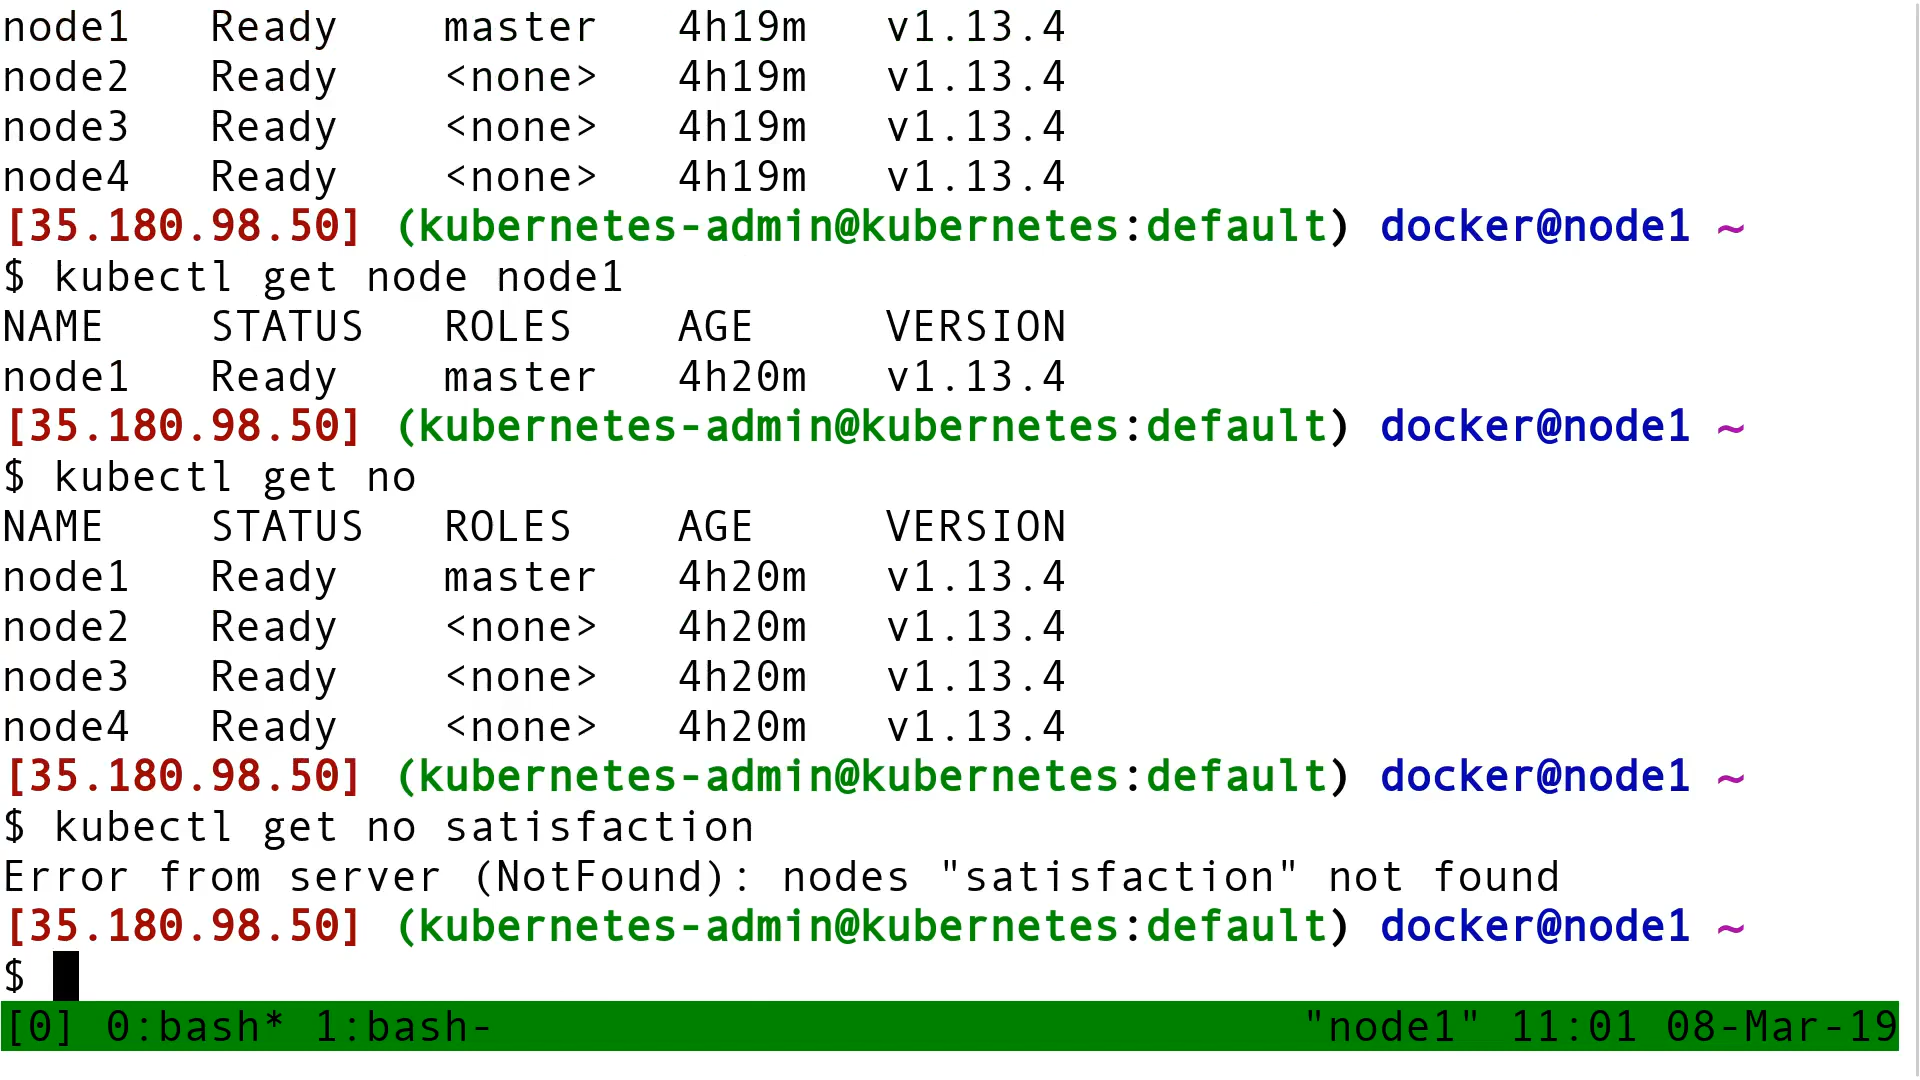 node1   Ready    master   4h19m   v1.13.4
node2   Ready    <none>   4h19m   v1.13.4
node3   Ready    <none>   4h19m   v1.13.4
node4   Ready    <none>   4h19m   v1.13.4
[35.180.98.50] (kubernetes-admin@kubernetes:default) docker@node1 ~
$ kubectl get node node1
NAME    STATUS   ROLES    AGE     VERSION
node1   Ready    master   4h20m   v1.13.4
[35.180.98.50] (kubernetes-admin@kubernetes:default) docker@node1 ~
$ kubectl get no
NAME    STATUS   ROLES    AGE     VERSION
node1   Ready    master   4h20m   v1.13.4
node2   Ready    <none>   4h20m   v1.13.4
node3   Ready    <none>   4h20m   v1.13.4
node4   Ready    <none>   4h20m   v1.13.4
[35.180.98.50] (kubernetes-admin@kubernetes:default) docker@node1 ~
$ kubectl get no satisfaction
Error from server (NotFound): nodes "satisfaction" not found
[35.180.98.50] (kubernetes-admin@kubernetes:default) docker@node1 ~
$
[0] 0:bash* 1:bash- "node1" 11:01 08-Mar-19